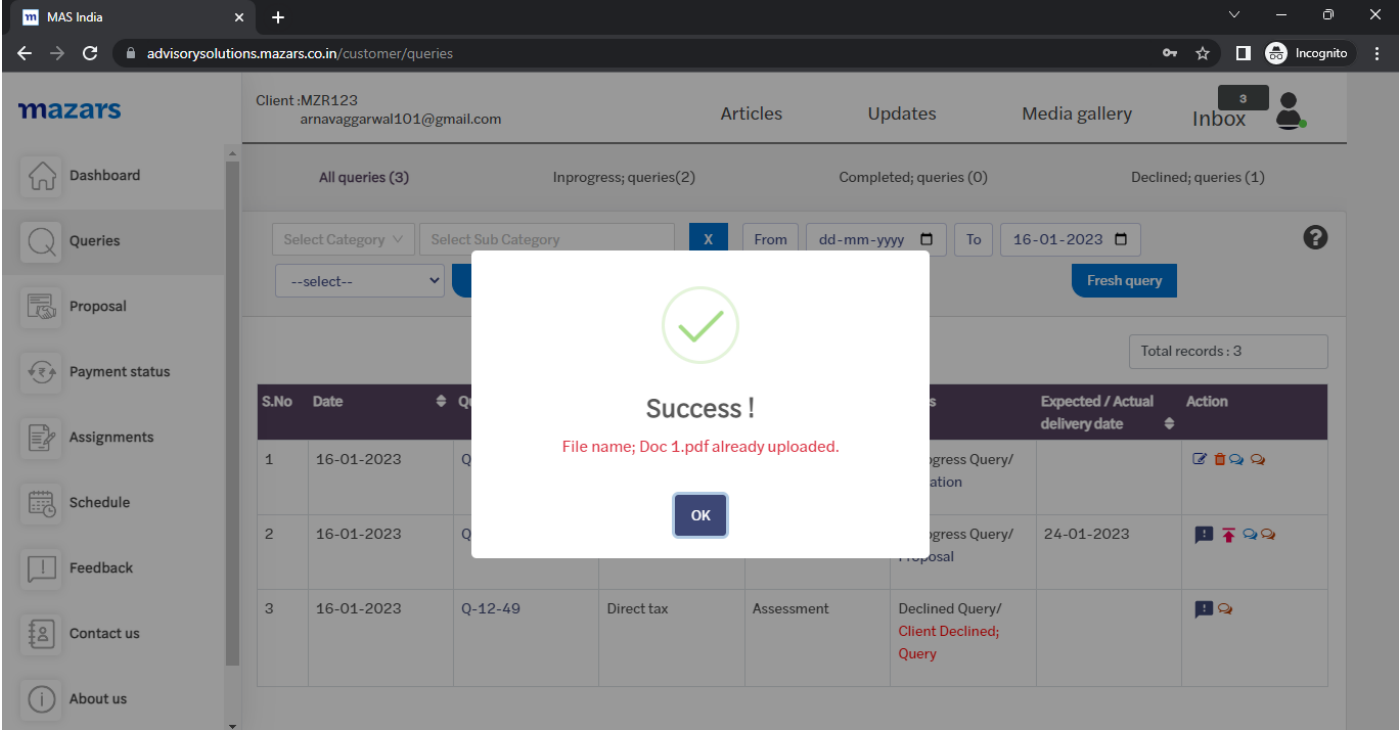 MAS India
advisorysolutions.mazars.co.in/customer/queries
Incognito
mazars
Client :MZR123
arnavaggarwal101@gmail.com
Articles
Updates
Media gallery
3
Inbox
Dashboard
Queries
Proposal
Payment status
Assignments
Schedule
Feedback
Contact us
About us
All queries (3)
Inprogress; queries(2)
Completed; queries (0)
Declined; queries (1)
Select Category
Select Sub Category
X
From
dd-mm-yyyy
To
16-01-2023
--select--
Fresh query
Total records : 3
S.No
Date
Expected / Actual
delivery date
Action
1
16-01-2023
2
16-01-2023
24-01-2023
3
16-01-2023
Q-12-49
Direct tax
Assessment
Declined Query/
Client Declined;
Query
Success !
File name; Doc 1.pdf already uploaded.
OK